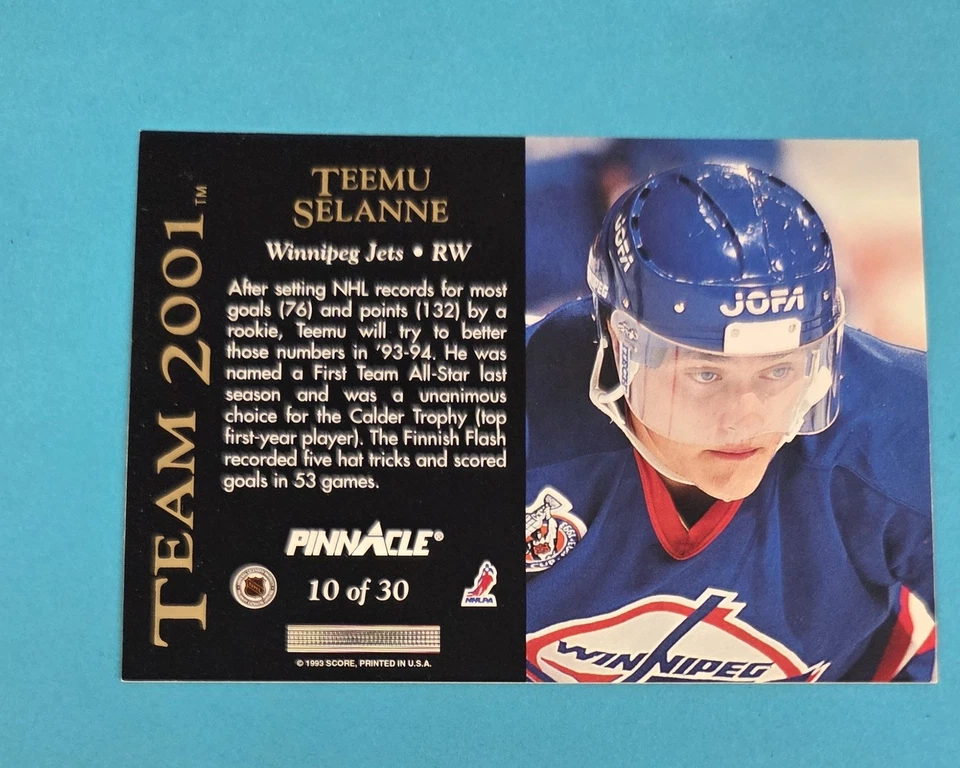 TEAM 2001™
TEEMU
SELANNE
Winnipeg Jets • RW
After setting NHL records for most
goals (76) and points (132) by a
rookie, Teemu will try to better
those numbers in '93-94. He was
named a First Team All-Star last
season and was a unanimous
choice for the Calder Trophy (top
first-year player). The Finnish Flash
recorded five hat tricks and scored
goals in 53 games.
PINNACLE®
10 of 30
NHLPA
© 1993 SCORE, PRINTED IN U.S.A.
JOFA
JOFA
WINNIPEG